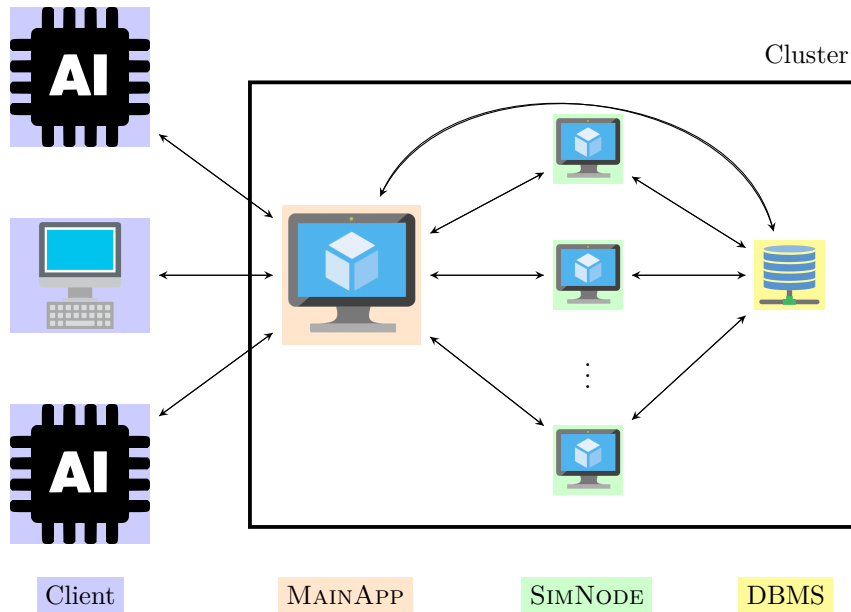 AI
Cluster
AI
⋮
Client
MAINAPP
SIMNODE
DBMS